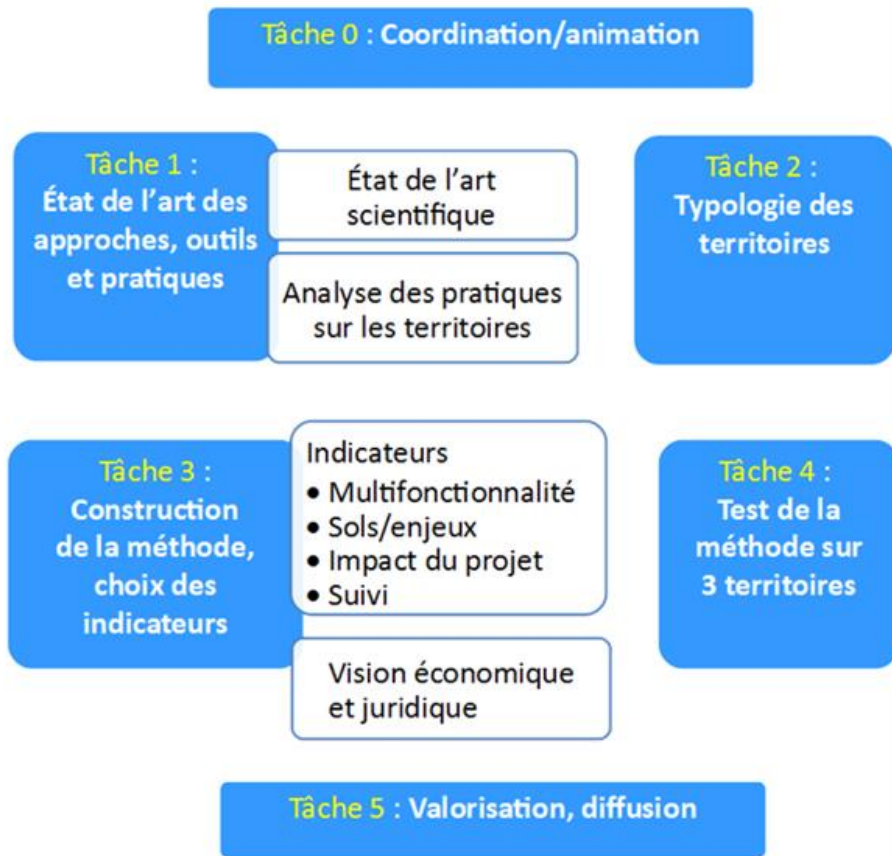 Tâche 0 : Coordination/animation
Tâche 1 :
État de l’art des
approches, outils
et pratiques
État de l’art
scientifique
Analyse des pratiques
sur les territoires
Tâche 2 :
Typologie des
territoires
Tâche 3 :
Construction
de la méthode,
choix des
indicateurs
Indicateurs
• Multifonctionnalité
• Sols/enjeux
• Impact du projet
• Suivi
Vision économique
et juridique
Tâche 4 :
Test de la
méthode sur
3 territoires
Tâche 5 : Valorisation, diffusion